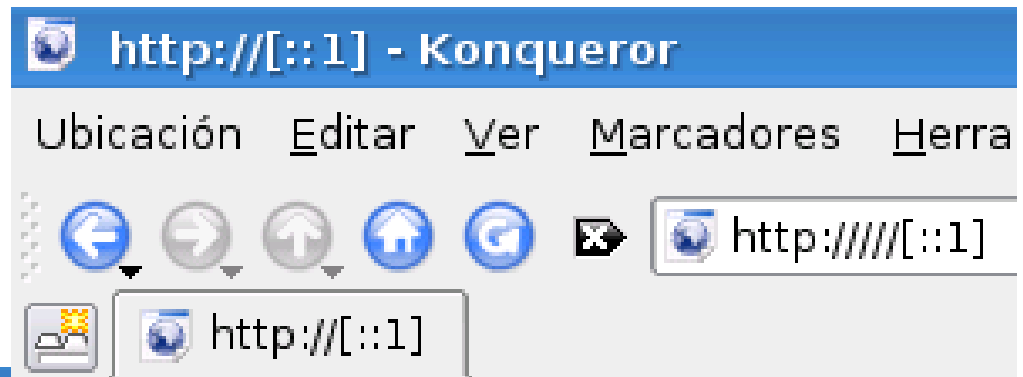 http://[::1] - Konqueror
Ubicación Editar Ver Marcadores Herra
http://///[::1]
http://[::1]